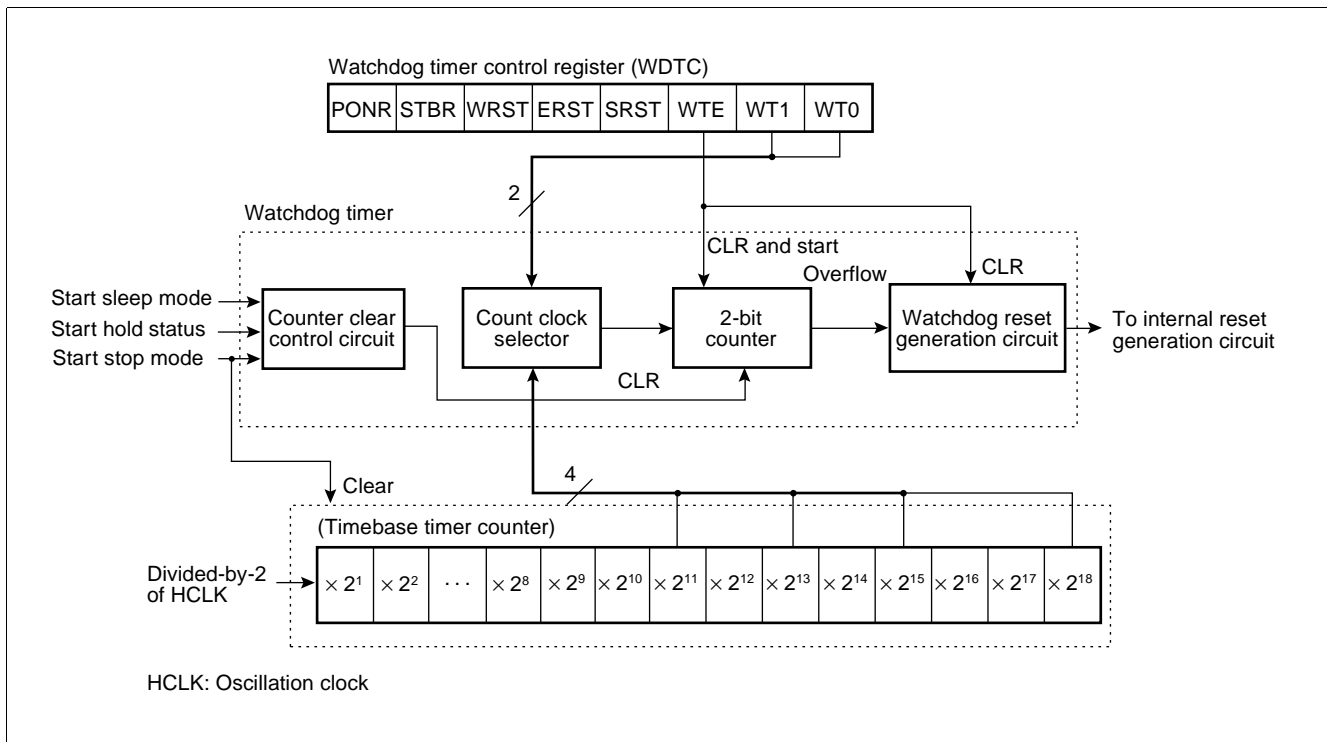 Watchdog timer control register (WDTC)
PONR STBR WRST ERST SRST WTE WT1 WT0
2
Watchdog timer
CLR and start
Overflow
CLR
Start sleep mode
Start hold status
Start stop mode
Counter clear
control circuit
Count clock
selector
2-bit
counter
Watchdog reset
generation circuit
To internal reset
generation circuit
CLR
4
Clear
(Timebase timer counter)
Divided-by-2
of HCLK
× 2¹ × 2² ··· × 2⁸ × 2⁹ × 2¹⁰ × 2¹¹ × 2¹² × 2¹³ × 2¹⁴ × 2¹⁵ × 2¹⁶ × 2¹⁷ × 2¹⁸
HCLK: Oscillation clock